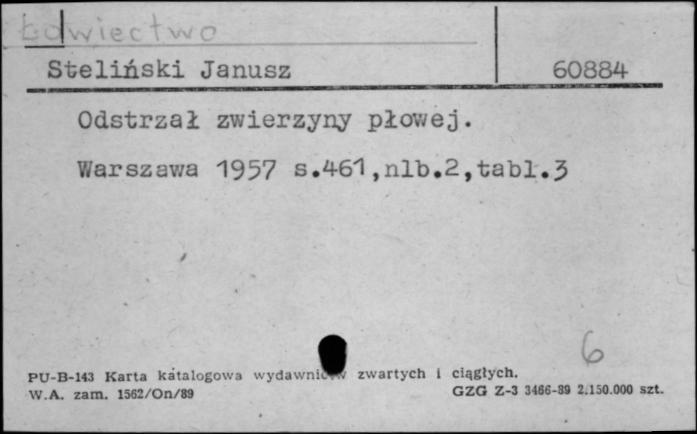 Łowiectwo
Steliński Janusz 60884
Odstrzał zwierzyny płowej.
Warszawa 1957 s.461,nlb.2,tabl.3
6
PU-B-143 Karta katalogowa wydawnictw zwartych i ciągłych.
W.A. zam. 1562/On/89 GZG Z-3 3466-89 2.150.000 szt.